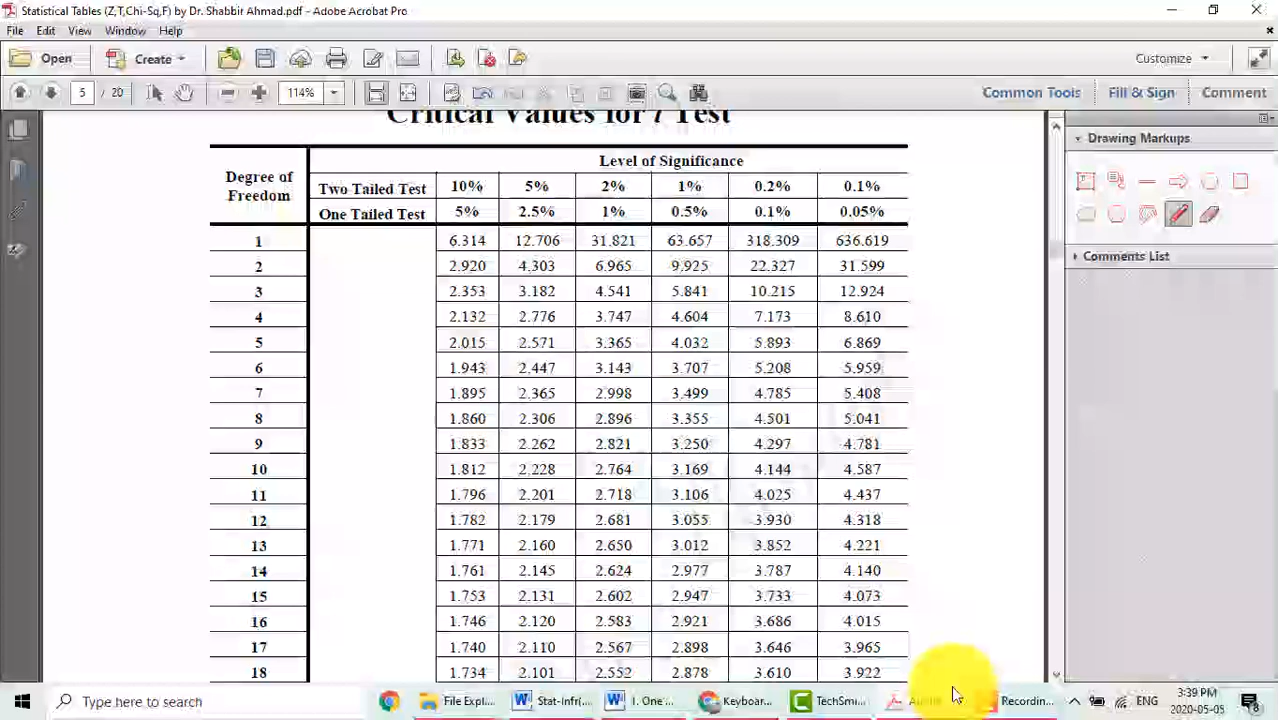 Statistical Tables (Z,T,Chi-Sq,F) by Dr. Shabbir Ahmad.pdf - Adobe Acrobat Pro
File Edit View Window Help
Open Create Customize
5 / 20 114% Common Tools Fill & Sign Comment
Critical Values for t Test
Degree of Freedom Level of Significance
Two Tailed Test 10% 5% 2% 1% 0.2% 0.1%
One Tailed Test 5% 2.5% 1% 0.5% 0.1% 0.05%
1 6.314 12.706 31.821 63.657 318.309 636.619
2 2.920 4.303 6.965 9.925 22.327 31.599
3 2.353 3.182 4.541 5.841 10.215 12.924
4 2.132 2.776 3.747 4.604 7.173 8.610
5 2.015 2.571 3.365 4.032 5.893 6.869
6 1.943 2.447 3.143 3.707 5.208 5.959
7 1.895 2.365 2.998 3.499 4.785 5.408
8 1.860 2.306 2.896 3.355 4.501 5.041
9 1.833 2.262 2.821 3.250 4.297 4.781
10 1.812 2.228 2.764 3.169 4.144 4.587
11 1.796 2.201 2.718 3.106 4.025 4.437
12 1.782 2.179 2.681 3.055 3.930 4.318
13 1.771 2.160 2.650 3.012 3.852 4.221
14 1.761 2.145 2.624 2.977 3.787 4.140
15 1.753 2.131 2.602 2.947 3.733 4.073
16 1.746 2.120 2.583 2.921 3.686 4.015
17 1.740 2.110 2.567 2.898 3.646 3.965
18 1.734 2.101 2.552 2.878 3.610 3.922
Drawing Markups
Comments List
Type here to search File Explo... I. One ... Keyboar... TechSmi... Recordin... ENG 3:39 PM
2020-05-05 8